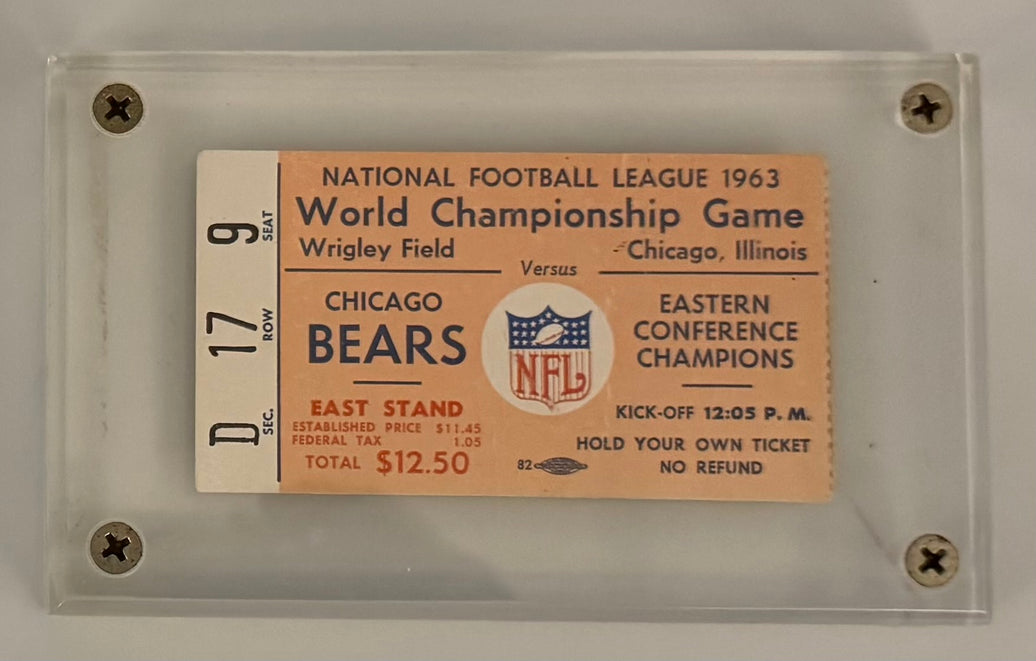 NATIONAL FOOTBALL LEAGUE 1963
World Championship Game
Wrigley Field
Chicago, Illinois
Versus
CHICAGO
BEARS
NFL
EASTERN
CONFERENCE
CHAMPIONS
EAST STAND
ESTABLISHED PRICE $11.45
FEDERAL TAX 1.05
TOTAL $12.50
82
KICK-OFF 12:05 P. M.
HOLD YOUR OWN TICKET
NO REFUND
D SEC.
17 ROW
9 SEAT